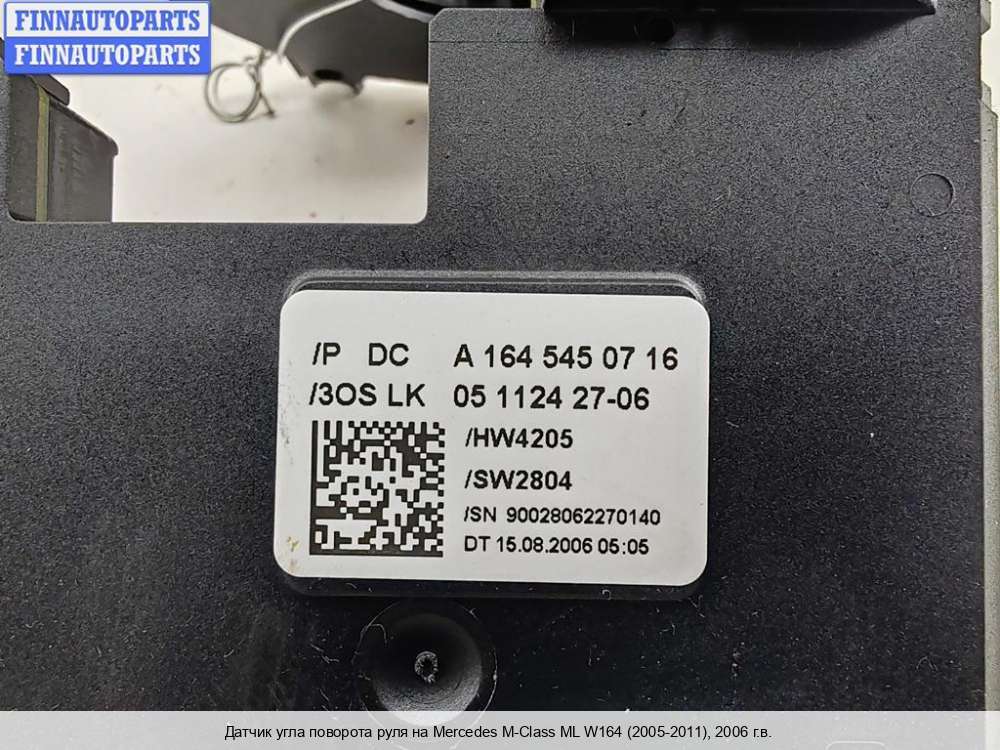 FINNAUTOPARTS
FINNAUTOPARTS
/P DC A 164 545 07 16
/3OS LK 05 1124 27-06
/HW4205
/SW2804
/SN 90028062270140
DT 15.08.2006 05:05
Датчик угла поворота руля на Mercedes M-Class ML W164 (2005-2011), 2006 г.в.